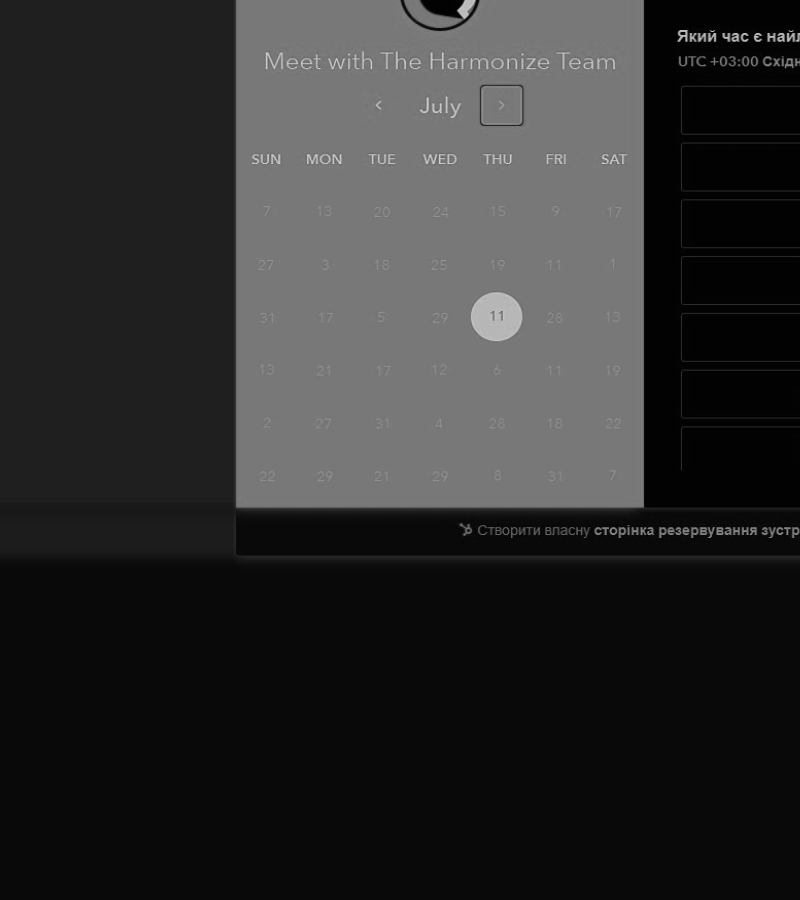 Meet with The Harmonize Team
July
SUN MON TUE WED THU FRI SAT
7 13 20 24 15 9 17
27 3 18 25 19 11 1
31 17 5 29 11 28 13
13 21 17 12 6 11 19
2 27 31 4 28 18 22
22 29 21 29 8 31 7
Який час є
UTC +03:00
Створити власну сторінка резервування